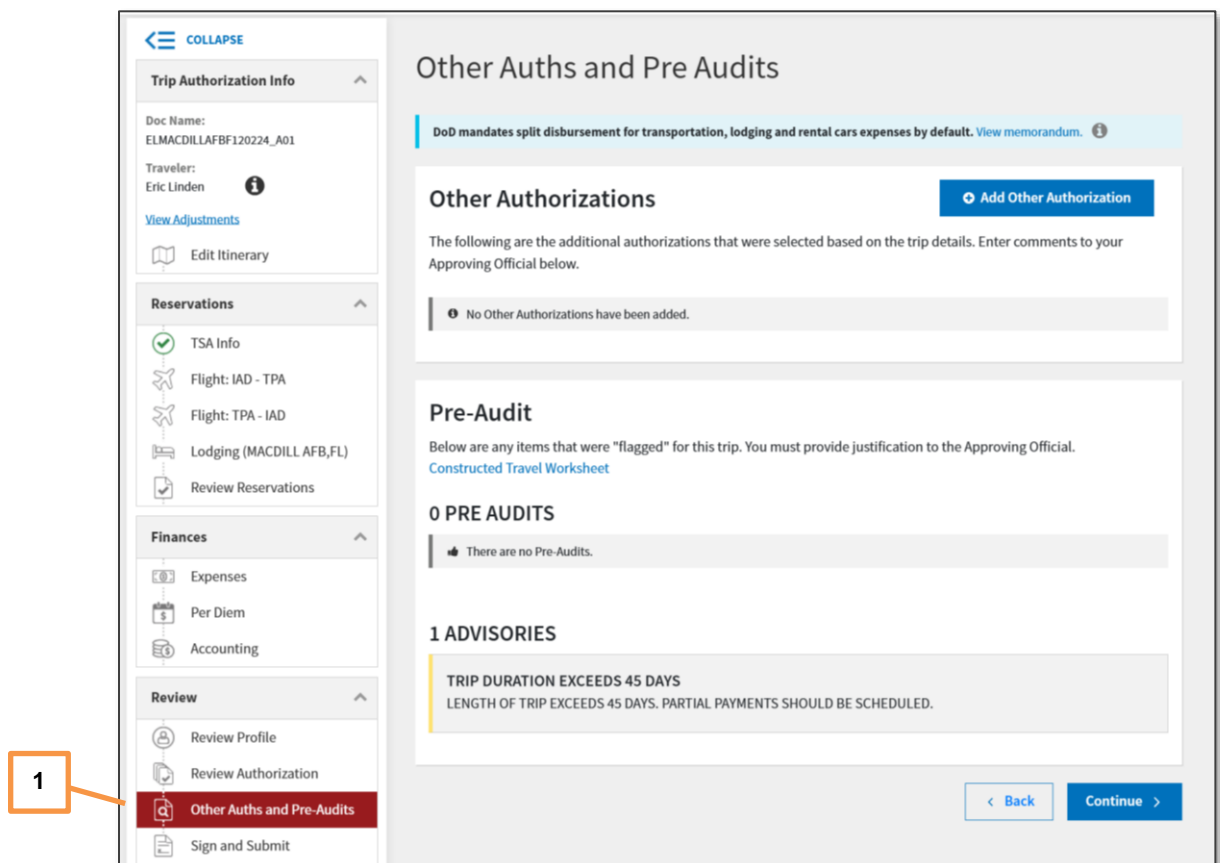 COLLAPSE
Trip Authorization Info
Doc Name:
ELMACDILLAFBF120224_A01
Traveler:
Eric Linden
View Adjustments
Edit Itinerary
Reservations
TSA Info
Flight: IAD - TPA
Flight: TPA - IAD
Lodging (MACDILL AFB,FL)
Review Reservations
Finances
Expenses
Per Diem
Accounting
Review
Review Profile
Review Authorization
1
Other Auths and Pre-Audits
Sign and Submit
Other Auths and Pre Audits
DoD mandates split disbursement for transportation, lodging and rental cars expenses by default. View memorandum.
Other Authorizations
Add Other Authorization
The following are the additional authorizations that were selected based on the trip details. Enter comments to your
Approving Official below.
No Other Authorizations have been added.
Pre-Audit
Below are any items that were "flagged" for this trip. You must provide justification to the Approving Official.
Constructed Travel Worksheet
0 PRE AUDITS
There are no Pre-Audits.
1 ADVISORIES
TRIP DURATION EXCEEDS 45 DAYS
LENGTH OF TRIP EXCEEDS 45 DAYS. PARTIAL PAYMENTS SHOULD BE SCHEDULED.
Back
Continue